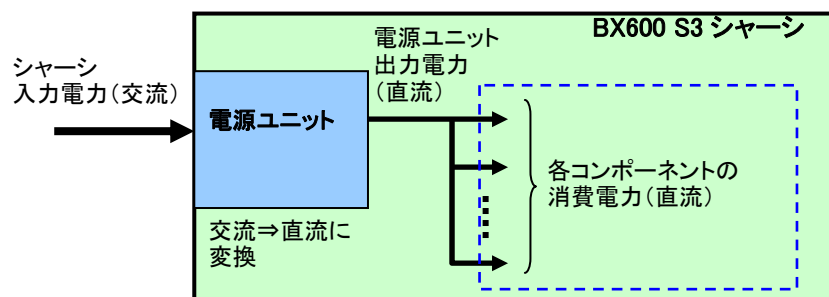 BX600 S3 シャーシ
シャーシ
入力電力(交流)
電源ユニット
電源ユニット
出力電力
(直流)
各コンポーネントの
消費電力(直流)
交流⇒直流に
変換